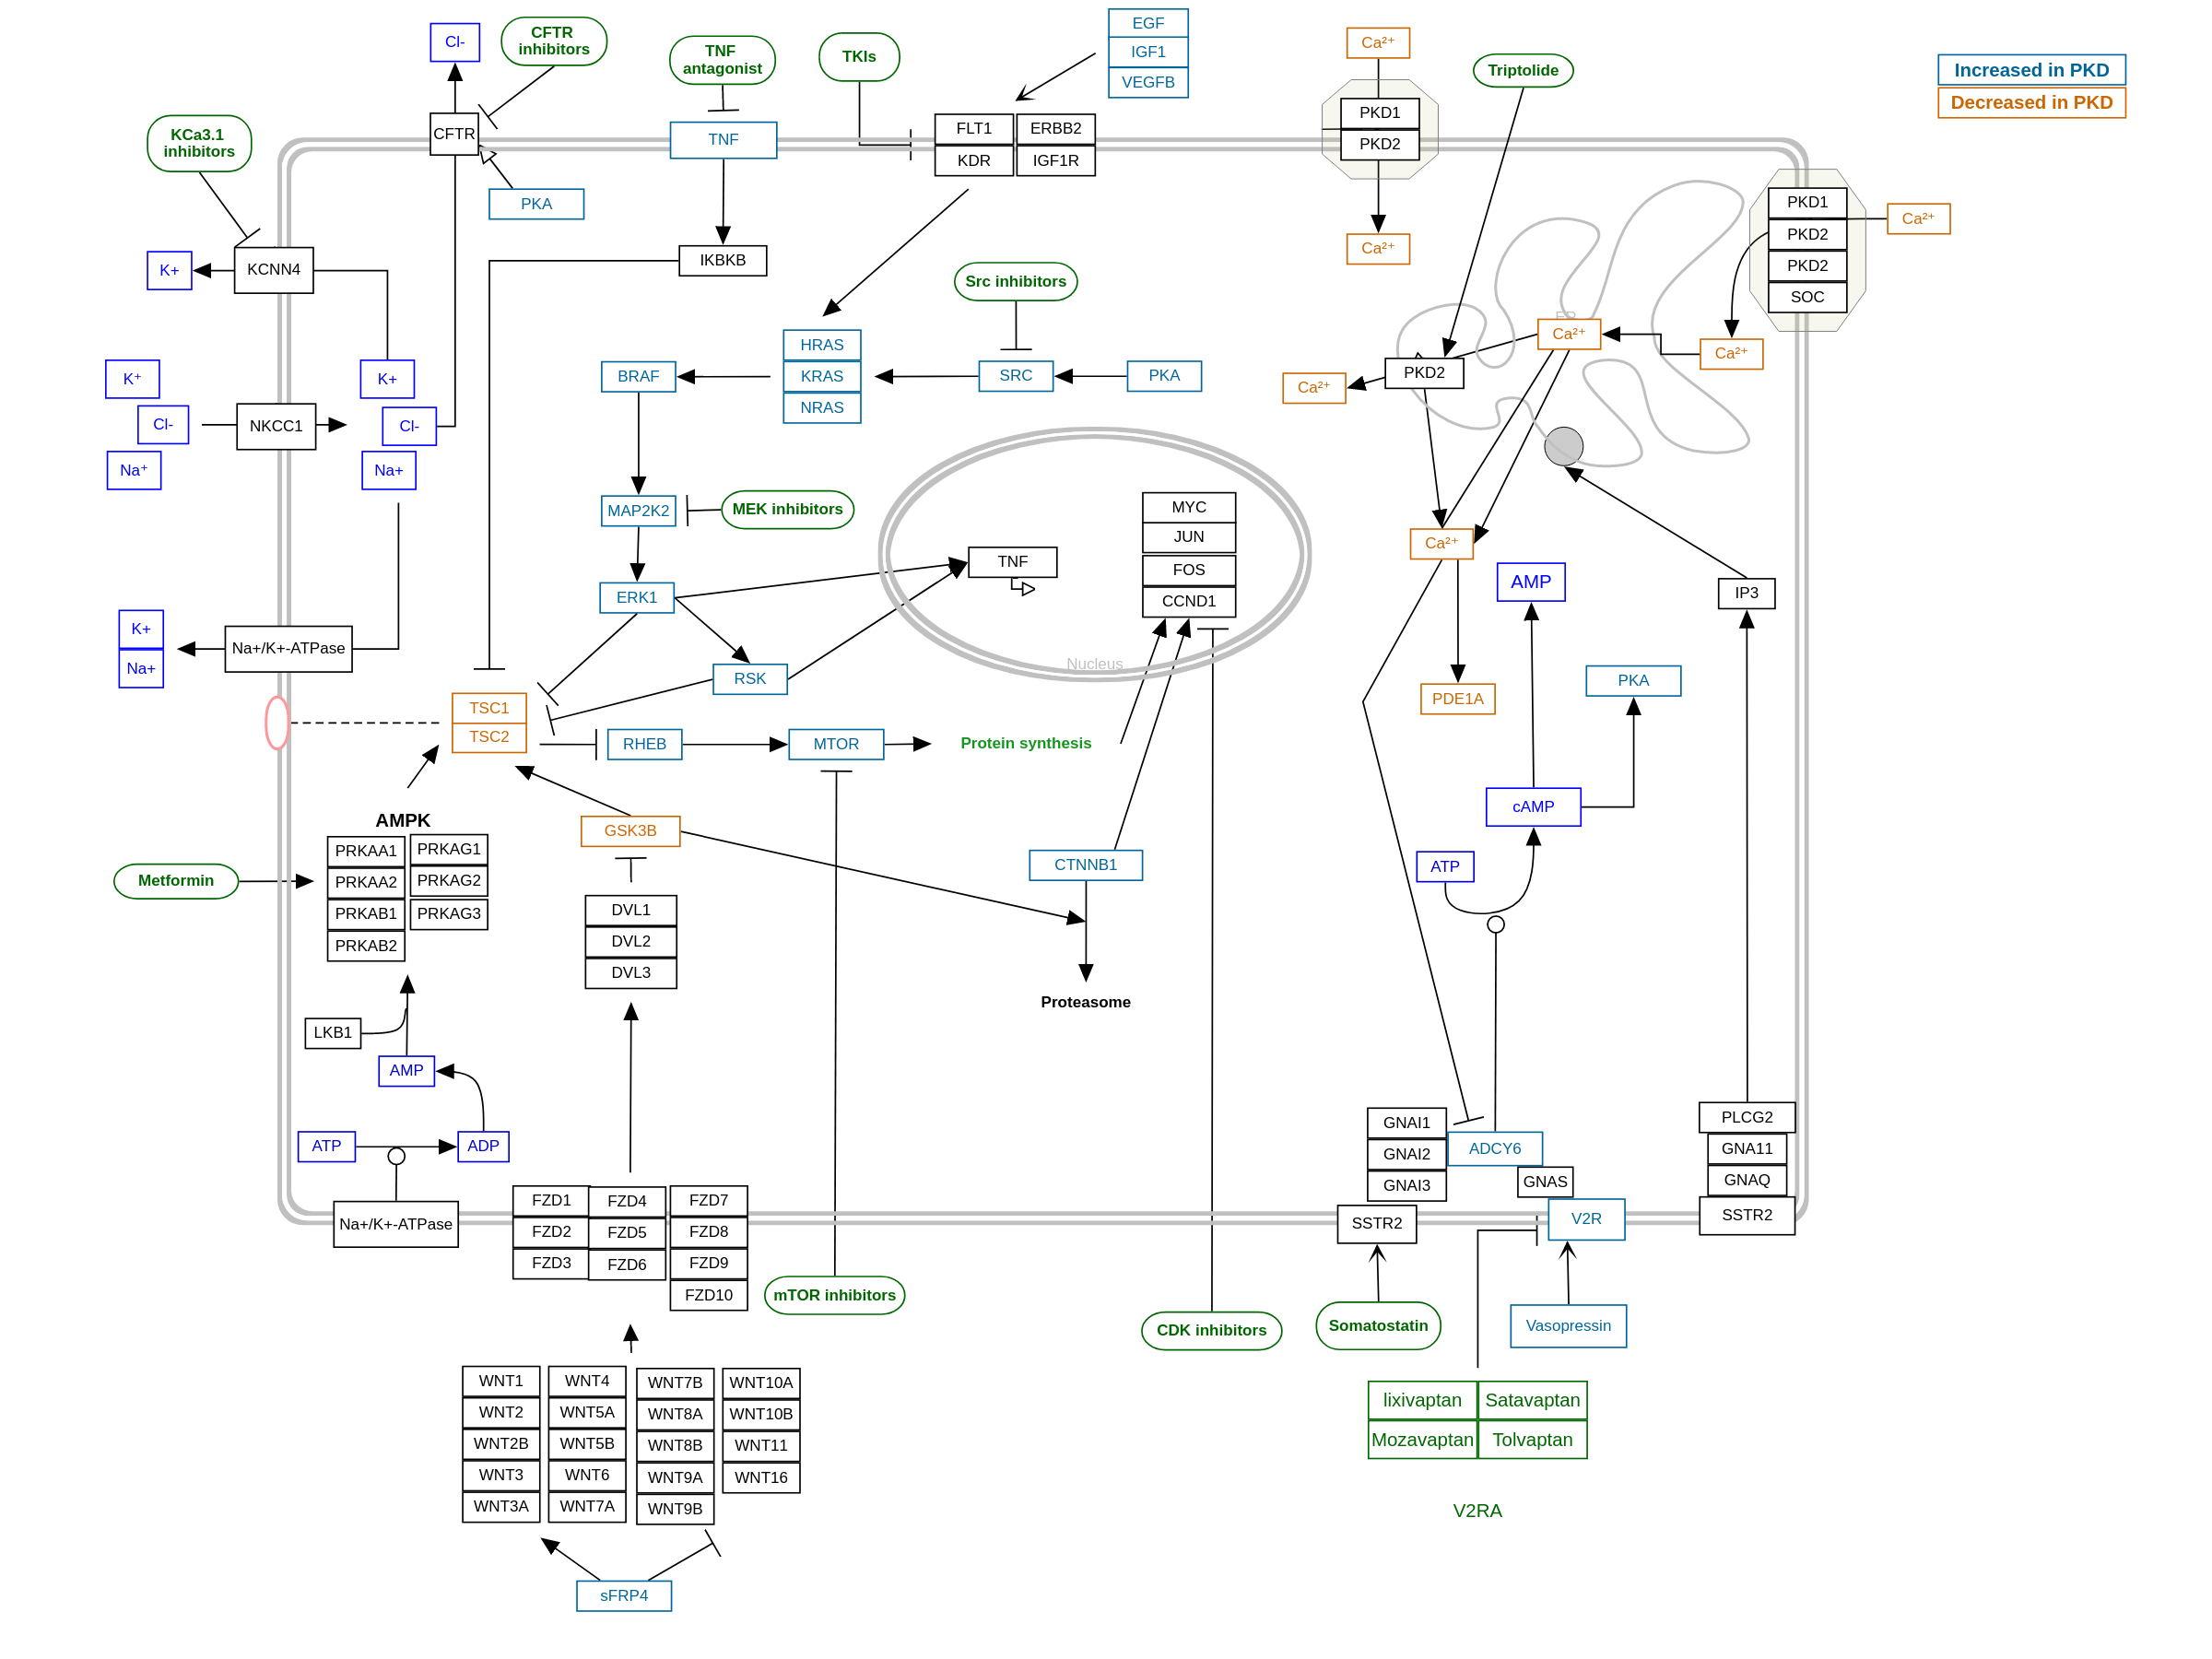 Cl-
CFTR
inhibitors
TNF
antagonist
TKIs
EGF
IGF1
VEGFB
Ca²⁺
Triptolide
Increased in PKD
Decreased in PKD
KCa3.1
inhibitors
CFTR
TNF
FLT1
ERBB2
KDR
IGF1R
PKD1
PKD2
PKA
PKD1
PKD2
PKD2
SOC
Ca²⁺
K+
KCNN4
IKBKB
Ca²⁺
Src inhibitors
ER
Ca²⁺
Ca²⁺
K⁺
Cl-
Na⁺
NKCC1
K+
Cl-
Na+
BRAF
HRAS
KRAS
NRAS
SRC
PKA
Ca²⁺
PKD2
MAP2K2
MEK inhibitors
MYC
JUN
FOS
CCND1
TNF
Ca²⁺
AMP
IP3
ERK1
K+
Na+
Na+/K+-ATPase
RSK
Nucleus
PKA
PDE1A
TSC1
TSC2
RHEB
MTOR
Protein synthesis
cAMP
AMPK
GSK3B
PRKAA1
PRKAA2
PRKAB1
PRKAB2
PRKAG1
PRKAG2
PRKAG3
Metformin
CTNNB1
ATP
DVL1
DVL2
DVL3
Proteasome
LKB1
AMP
ATP
ADP
GNAI1
GNAI2
GNAI3
ADCY6
GNAS
PLCG2
GNA11
GNAQ
SSTR2
Na+/K+-ATPase
FZD1
FZD2
FZD3
FZD4
FZD5
FZD6
FZD7
FZD8
FZD9
FZD10
SSTR2
V2R
mTOR inhibitors
CDK inhibitors
Somatostatin
Vasopressin
WNT1
WNT2
WNT2B
WNT3
WNT3A
WNT4
WNT5A
WNT5B
WNT6
WNT7A
WNT7B
WNT8A
WNT8B
WNT9A
WNT9B
WNT10A
WNT10B
WNT11
WNT16
lixivaptan
Satavaptan
Mozavaptan
Tolvaptan
V2RA
sFRP4